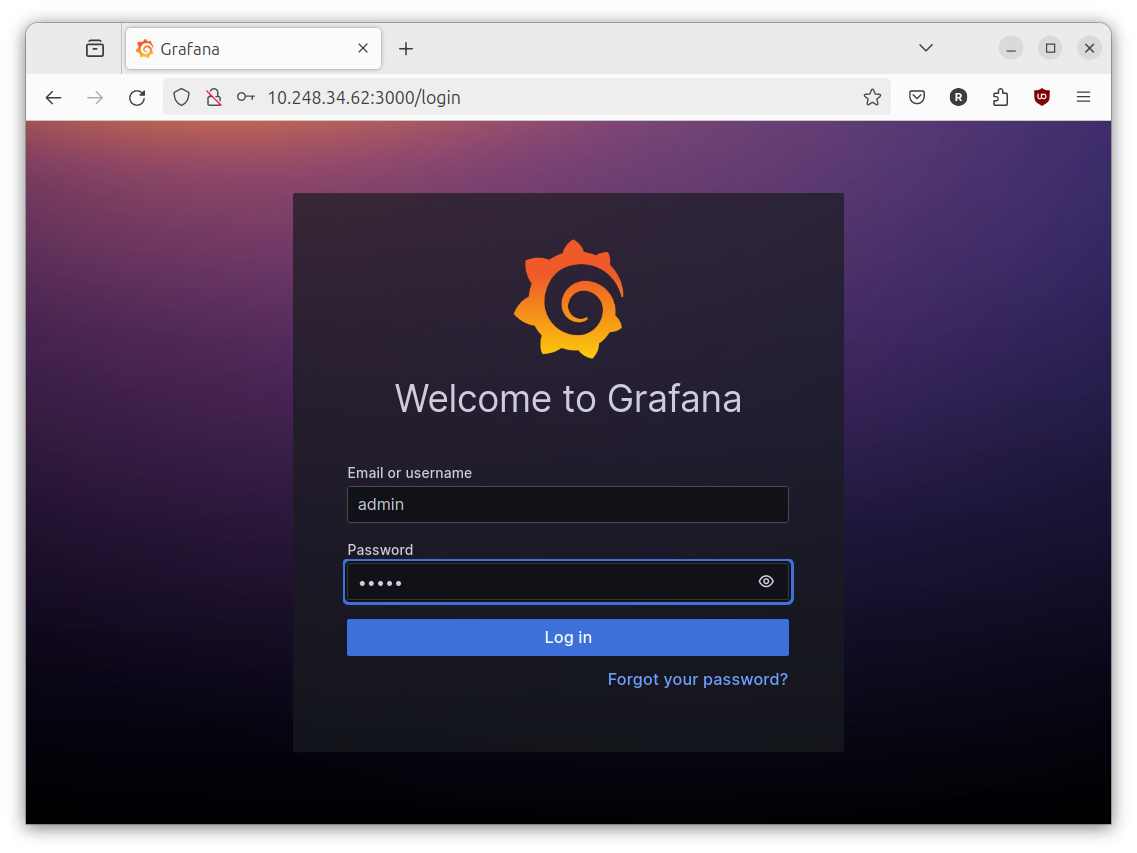 Grafana
10.248.34.62:3000/login
R
Welcome to Grafana
Email or username
admin
Password
•••••
Log in
Forgot your password?